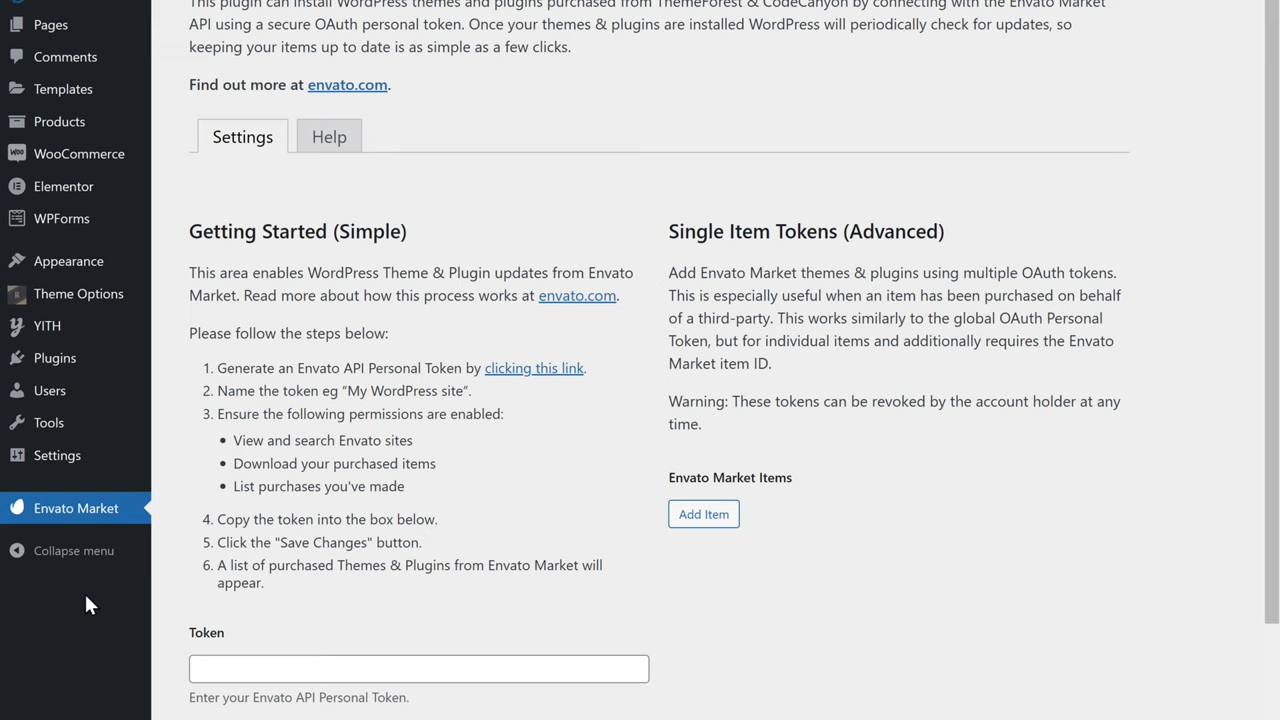 Pages
Comments
Templates
Products
WooCommerce
Elementor
WPForms
Appearance
Theme Options
YITH
Plugins
Users
Tools
Settings
Envato Market
Collapse menu
This plugin can install WordPress themes and plugins purchased from ThemeForest & CodeCanyon by connecting with the Envato Market
API using a secure OAuth personal token. Once your themes & plugins are installed WordPress will periodically check for updates, so
keeping your items up to date is as simple as a few clicks.
Find out more at envato.com.
Settings
Help
Getting Started (Simple)
This area enables WordPress Theme & Plugin updates from Envato
Market. Read more about how this process works at envato.com.
Please follow the steps below:
1. Generate an Envato API Personal Token by clicking this link.
2. Name the token eg “My WordPress site”.
3. Ensure the following permissions are enabled:
• View and search Envato sites
• Download your purchased items
• List purchases you've made
4. Copy the token into the box below.
5. Click the "Save Changes" button.
6. A list of purchased Themes & Plugins from Envato Market will
appear.
Token
Enter your Envato API Personal Token.
Single Item Tokens (Advanced)
Add Envato Market themes & plugins using multiple OAuth tokens.
This is especially useful when an item has been purchased on behalf
of a third-party. This works similarly to the global OAuth Personal
Token, but for individual items and additionally requires the Envato
Market item ID.
Warning: These tokens can be revoked by the account holder at any
time.
Envato Market Items
Add Item